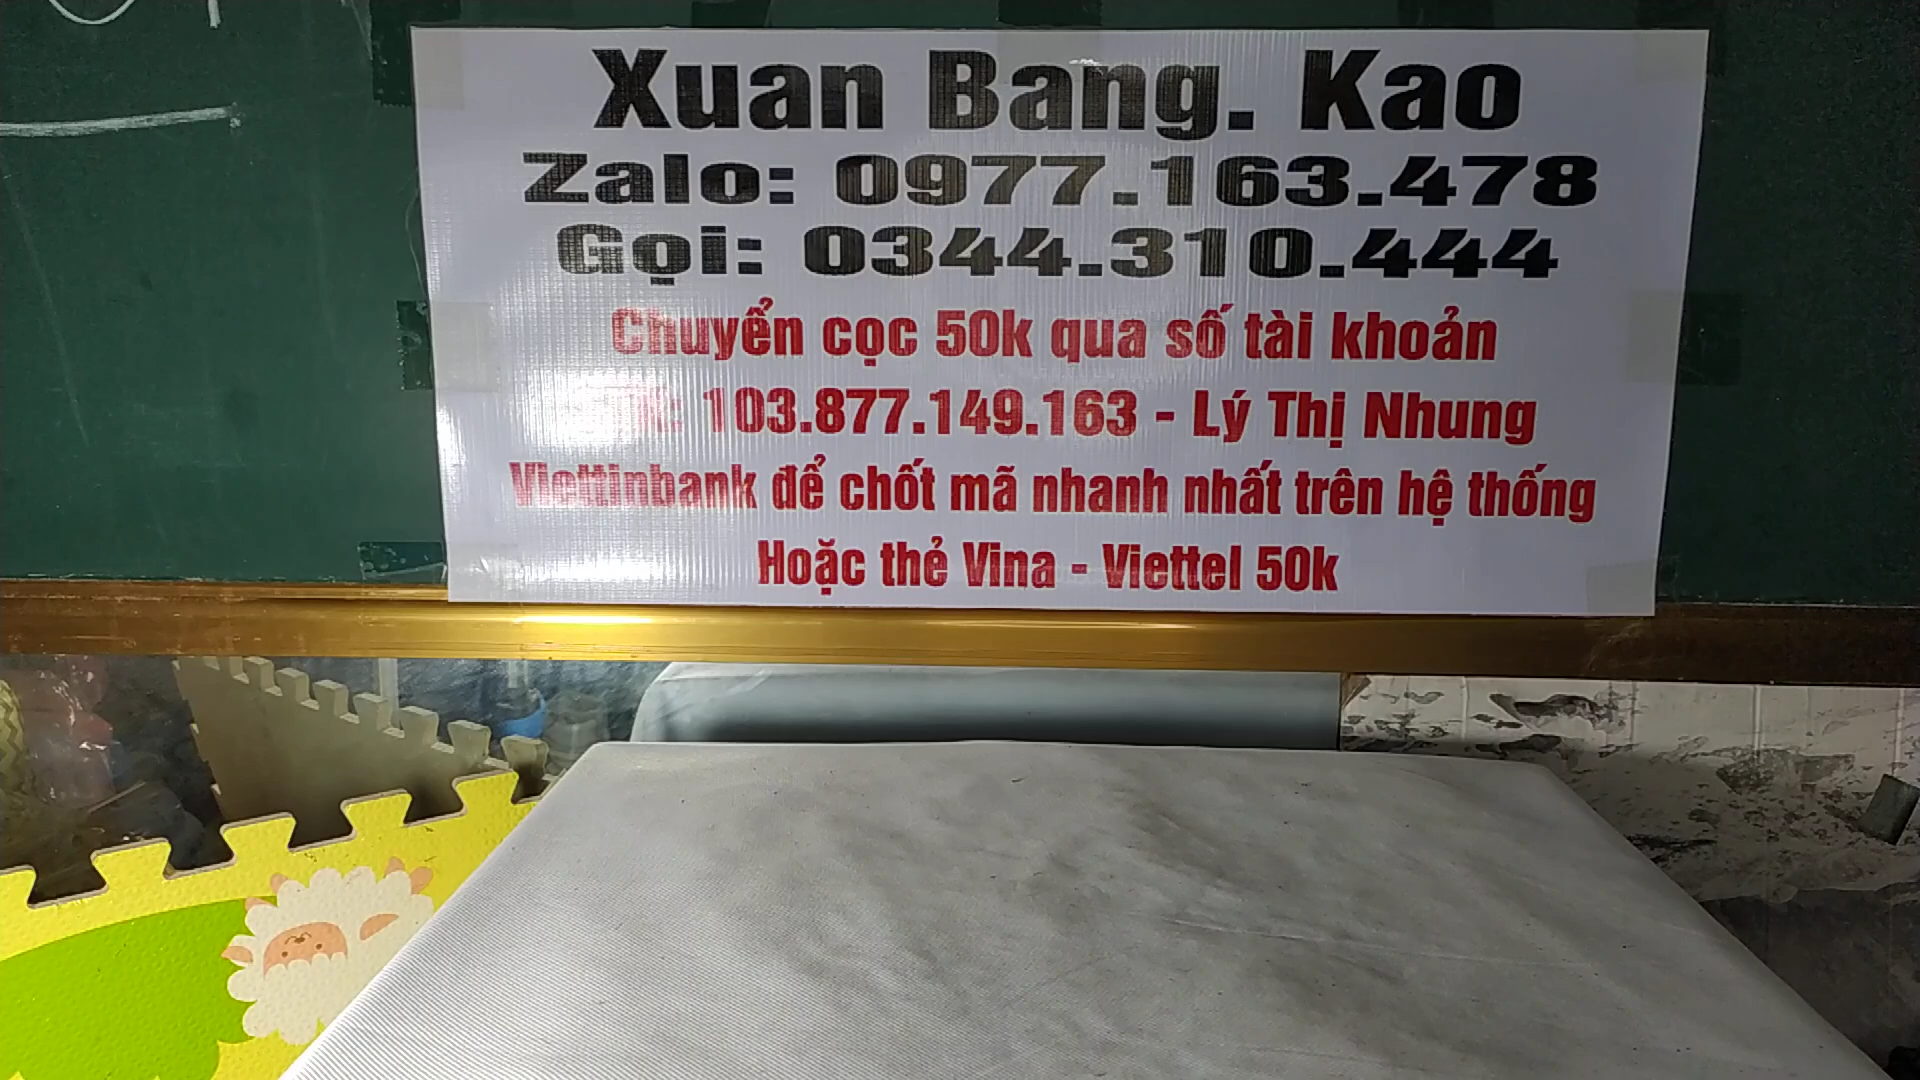 Xuan Bang. Kao
Zalo: 0977.163.478
Gọi: 0344.310.444
Chuyển cọc 50k qua số tài khoản
103.877.149.163 - Lý Thị Nhung
Viettinbank để chốt mã nhanh nhất trên hệ thống
Hoặc thẻ Vina - Viettel 50k